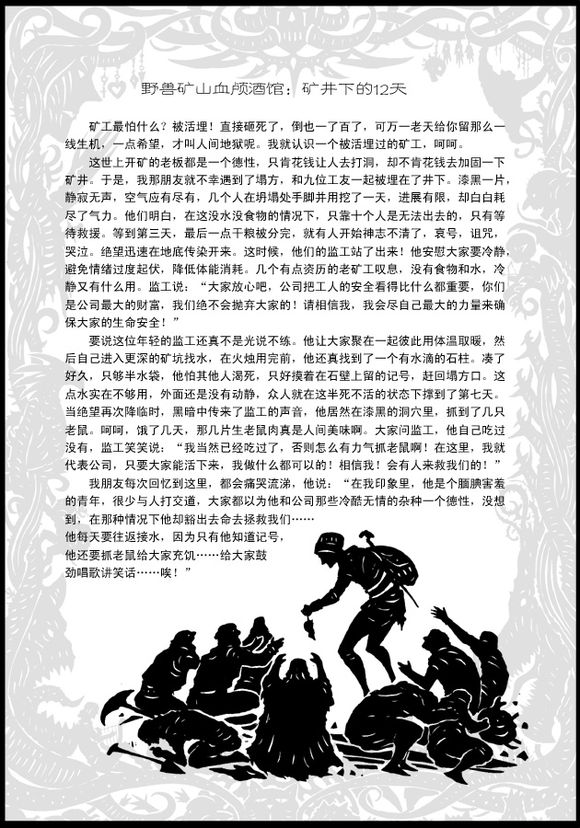 野兽矿山血颅酒馆：矿井下的12天
矿工最怕什么？被活埋！直接砸死了，倒也一了百了，可万一老天给你留那么一
线生机，一点希望，才叫人间地狱呢。我就认识一个被活埋过的矿工，呵呵。
这世上开矿的老板都是一个德性，只肯花钱让人去打洞，却不肯花钱去加固一下
矿井。于是，我那朋友就不幸遇到了塌方，和九位工友一起被埋在了井下。漆黑一片，
静寂无声，空气应有尽有，几个人在坍塌处手脚并用挖了一天，进展有限，却白白耗
尽了气力。他们明白，在这没水没食物的情况下，只靠十个人是无法出去的，只有等
待救援。等到第三天，最后一点干粮被分完，就有人开始神志不清了，哀号，诅咒，
哭泣。绝望迅速在地底传染开来。这时候，他们的监工站了出来！他安慰大家要冷静，
避免情绪过度起伏，降低体能消耗。几个有点资历的老矿工叹息，没有食物和水，冷
静又有什么用。监工说：“大家放心吧，公司把工人的安全看得比什么都重要，你们
是公司最大的财富，我们绝不会抛弃大家的！请相信我，我会尽自己最大的力量来确
保大家的生命安全！”
要说这位年轻的监工还真不是光说不练。他让大家聚在一起彼此用体温取暖，然
后自己进入更深的矿坑找水，在火烛用完前，他还真找到了一个有水滴的石柱。凑了
好久，只够半水袋，他怕其他人渴死，只好摸着在石壁上留的记号，赶回塌方口。这
点水实在不够用，外面还是没有动静，众人就在这半死不活的状态下撑到了第七天。
当绝望再次降临时，黑暗中传来了监工的声音，他居然在漆黑的洞穴里，抓到了几只
老鼠。呵呵，饿了几天，那几片生老鼠肉真是人间美味啊。大家问监工，他自己吃过
没有，监工笑笑说：“我当然已经吃过了，否则怎么有力气抓老鼠啊！在这里，我就
代表公司，只要大家能活下来，我做什么都可以的！相信我！会有人来救我们的！”
我朋友每次回忆到这里，都会痛哭流涕，他说：“在我印象里，他是个腼腆害羞
的青年，很少与人打交道，大家都以为他和公司那些冷酷无情的杂种一个德性，没想
到，在那种情况下他却豁出去命去拯救我们……
他每天要往返接水，因为只有他知道记号，
他还要抓老鼠给大家充饥……给大家鼓
劲唱歌讲笑话……唉！”